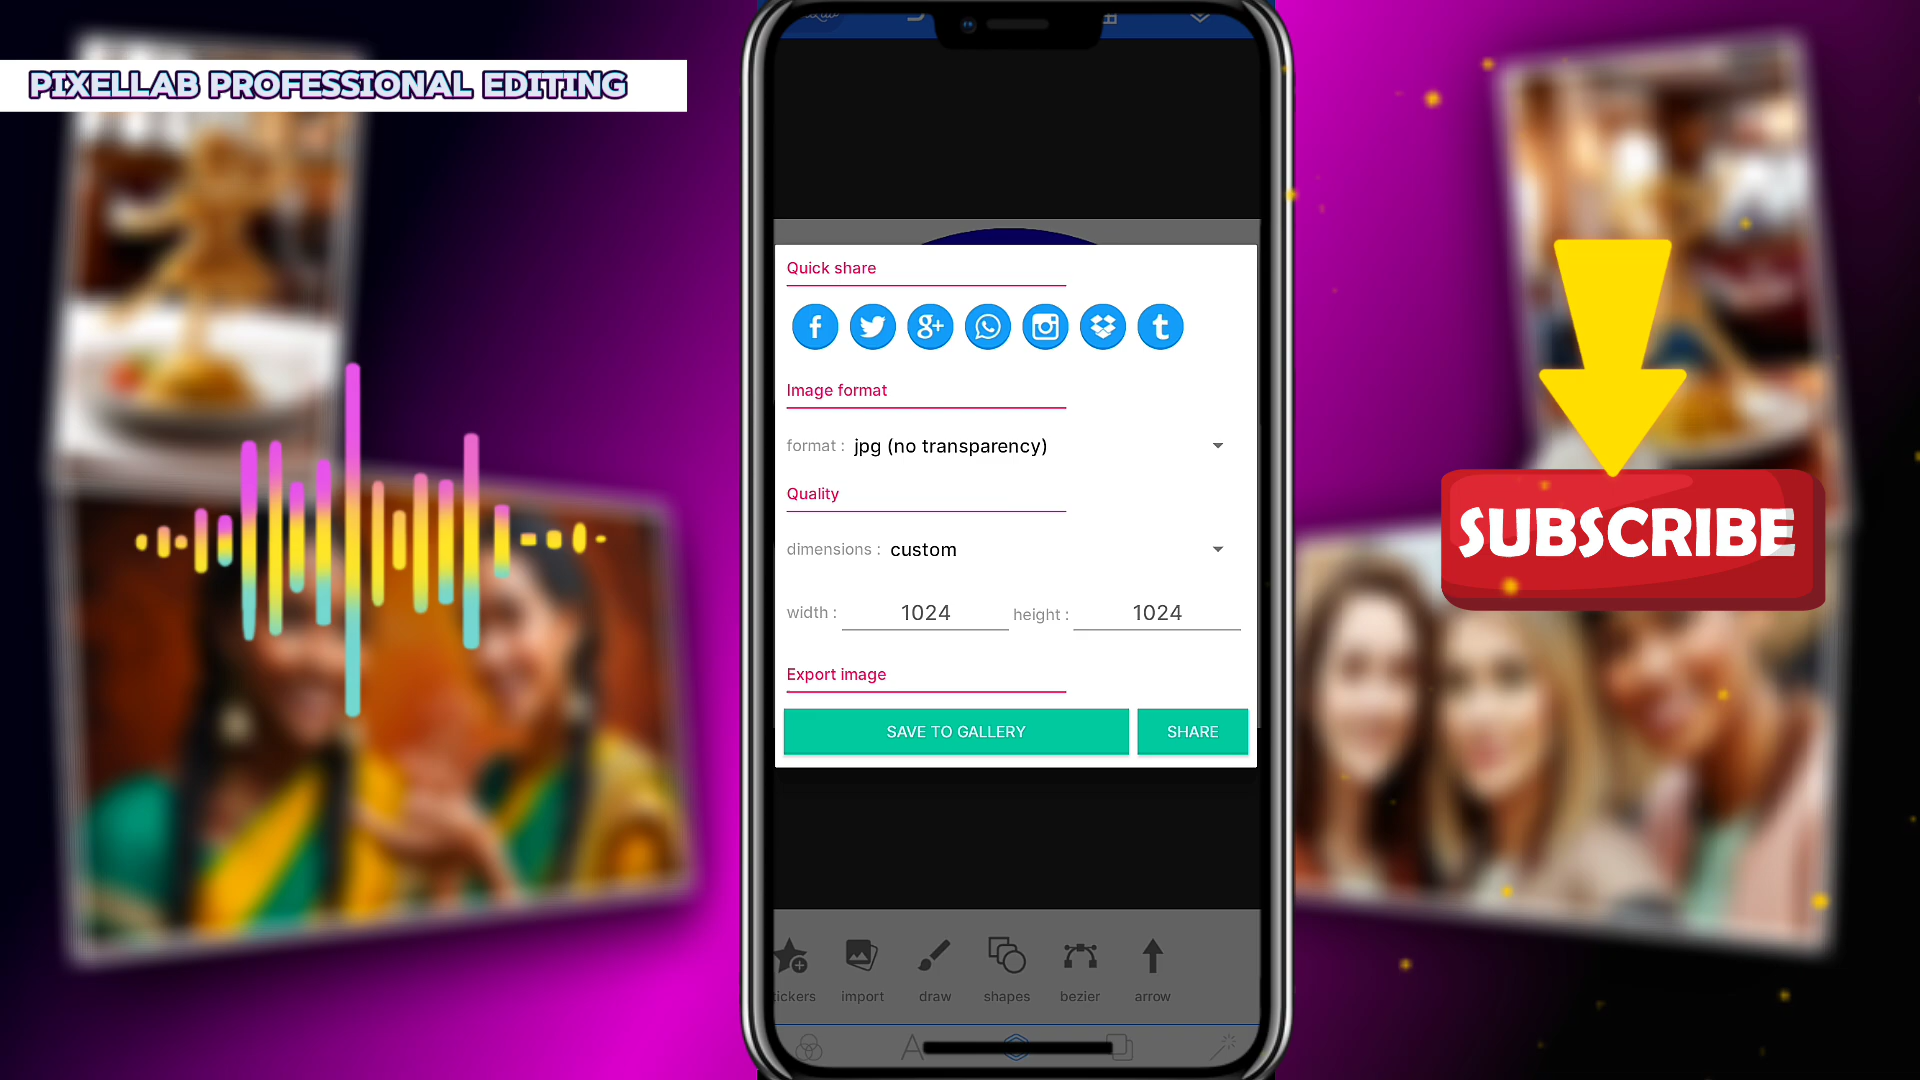 PIXELLAB PROFESSIONAL EDITING
Quick share
Image format
format : jpg (no transparency)
Quality
dimensions : custom
width : 1024 height : 1024
Export image
SAVE TO GALLERY SHARE
SUBSCRIBE
tickers import draw shapes bezier arrow